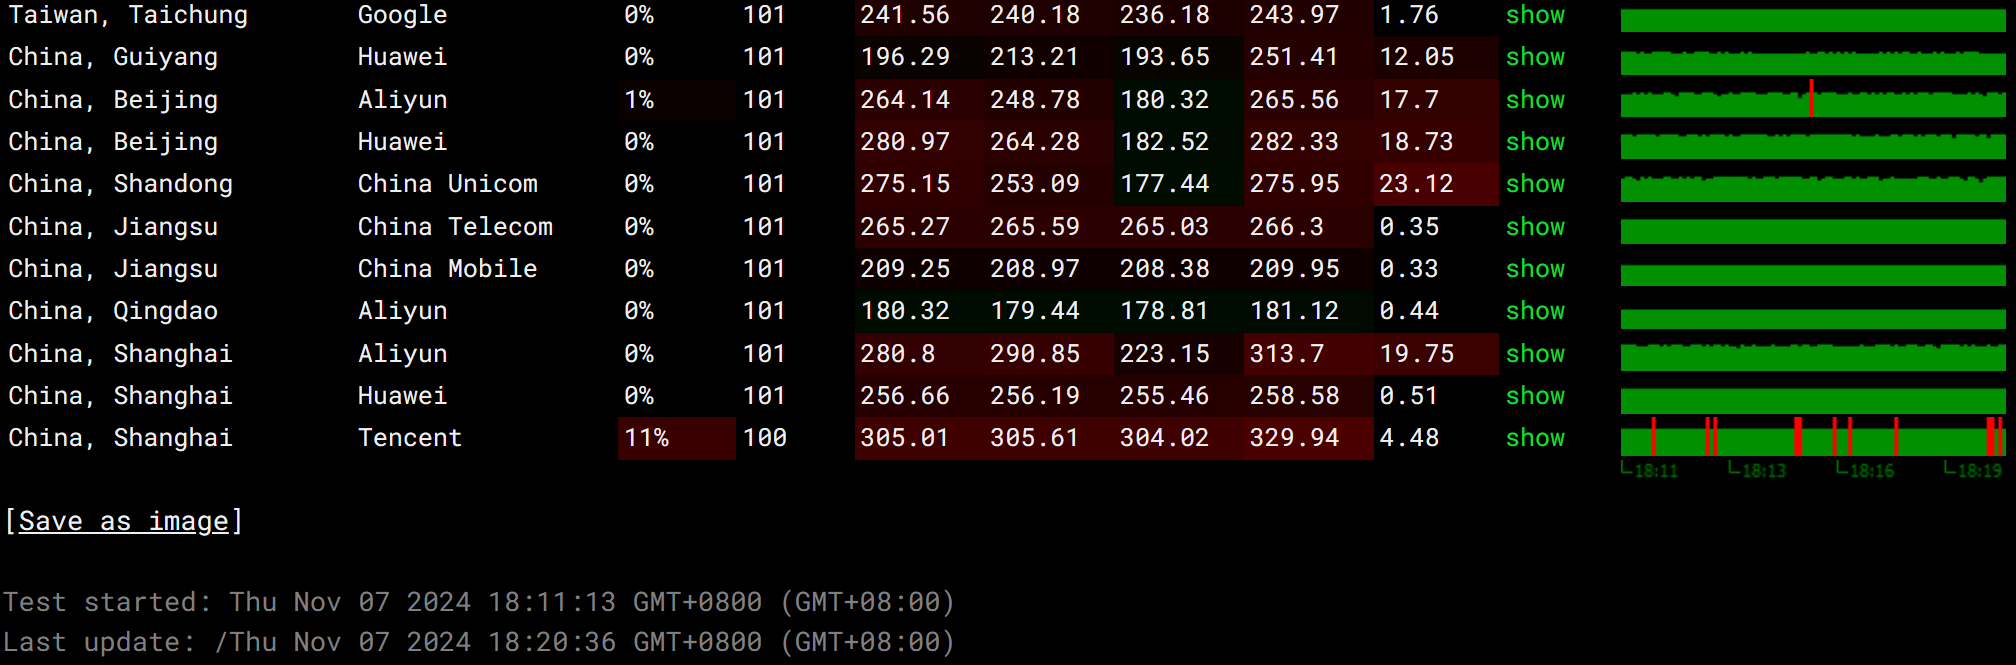 Taiwan, Taichung Google 0% 101 241.56 240.18 236.18 243.97 1.76 show
China, Guiyang Huawei 0% 101 196.29 213.21 193.65 251.41 12.05 show
China, Beijing Aliyun 1% 101 264.14 248.78 180.32 265.56 17.7 show
China, Beijing Huawei 0% 101 280.97 264.28 182.52 282.33 18.73 show
China, Shandong China Unicom 0% 101 275.15 253.09 177.44 275.95 23.12 show
China, Jiangsu China Telecom 0% 101 265.27 265.59 265.03 266.3 0.35 show
China, Jiangsu China Mobile 0% 101 209.25 208.97 208.38 209.95 0.33 show
China, Qingdao Aliyun 0% 101 180.32 179.44 178.81 181.12 0.44 show
China, Shanghai Aliyun 0% 101 280.8 290.85 223.15 313.7 19.75 show
China, Shanghai Huawei 0% 101 256.66 256.19 255.46 258.58 0.51 show
China, Shanghai Tencent 11% 100 305.01 305.61 304.02 329.94 4.48 show
18:11 18:13 18:16 18:19
[Save as image]
Test started: Thu Nov 07 2024 18:11:13 GMT+0800 (GMT+08:00)
Last update: /Thu Nov 07 2024 18:20:36 GMT+0800 (GMT+08:00)